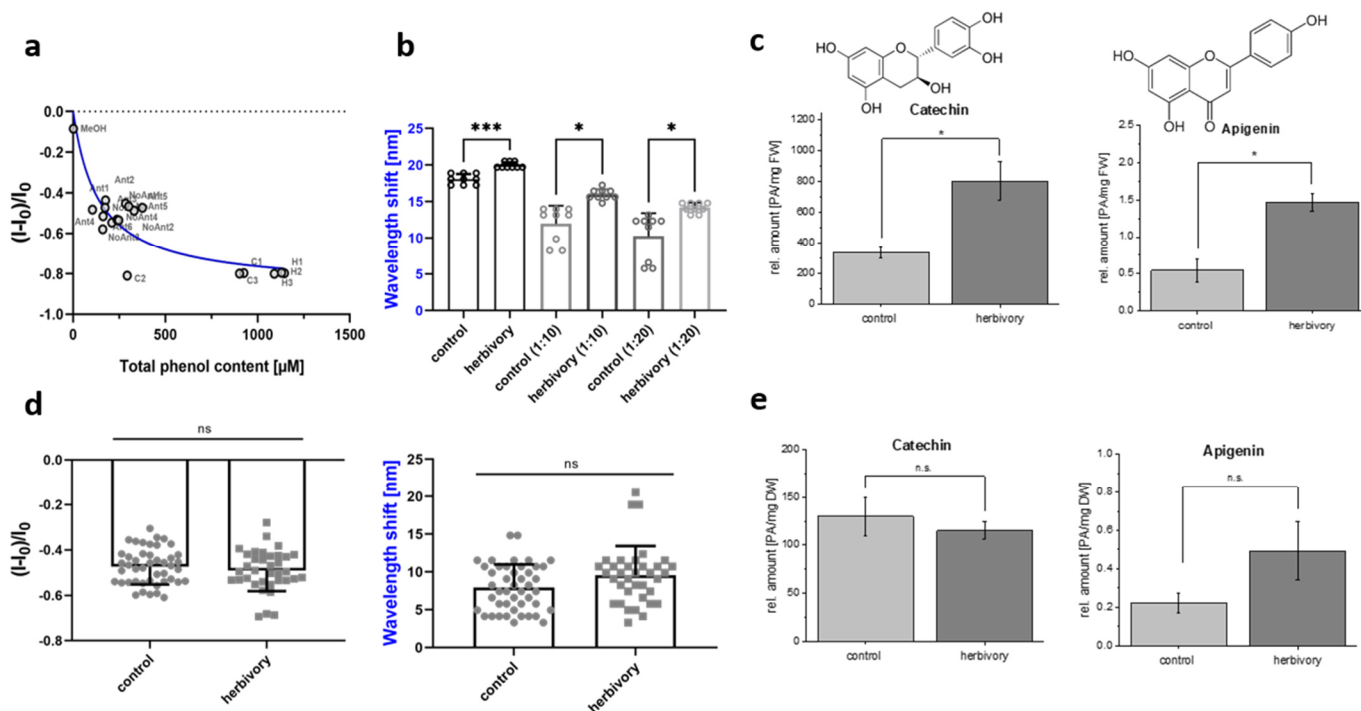 a
0.0
-0.2
-0.4
-0.6
-0.8
-1.0
(I-I₀)/I₀
MeOH
Ant2
Ant1
Ant5
NoAnt4
NoAnt2
Ant4
Ant6
C2
C1
C3
H1
H2
H3
0
500
1000
1500
Total phenol content [µM]
b
25
20
15
10
5
0
Wavelength shift [nm]
***
*
*
control
herbivory
control (1:10)
herbivory (1:10)
control (1:20)
herbivory (1:20)
c
OH
OH
HO
O
OH
OH
Catechin
1200
1000
800
600
400
200
0
rel. amount [PA/mg FW]
*
control
herbivory
OH
HO
O
OH
O
Apigenin
2.5
2.0
1.5
1.0
0.5
0.0
rel. amount [PA/mg FW]
*
control
herbivory
d
ns
0.0
-0.4
-0.6
-0.8
(I-I₀)/I₀
control
herbivory
25
20
15
10
5
0
Wavelength shift [nm]
ns
control
herbivory
e
Catechin
200
150
100
50
0
rel. amount [PA/mg DW]
n.s.
control
herbivory
Apigenin
1.0
0.8
0.6
0.4
0.2
0.0
rel. amount [PA/mg DW]
n.s.
control
herbivory